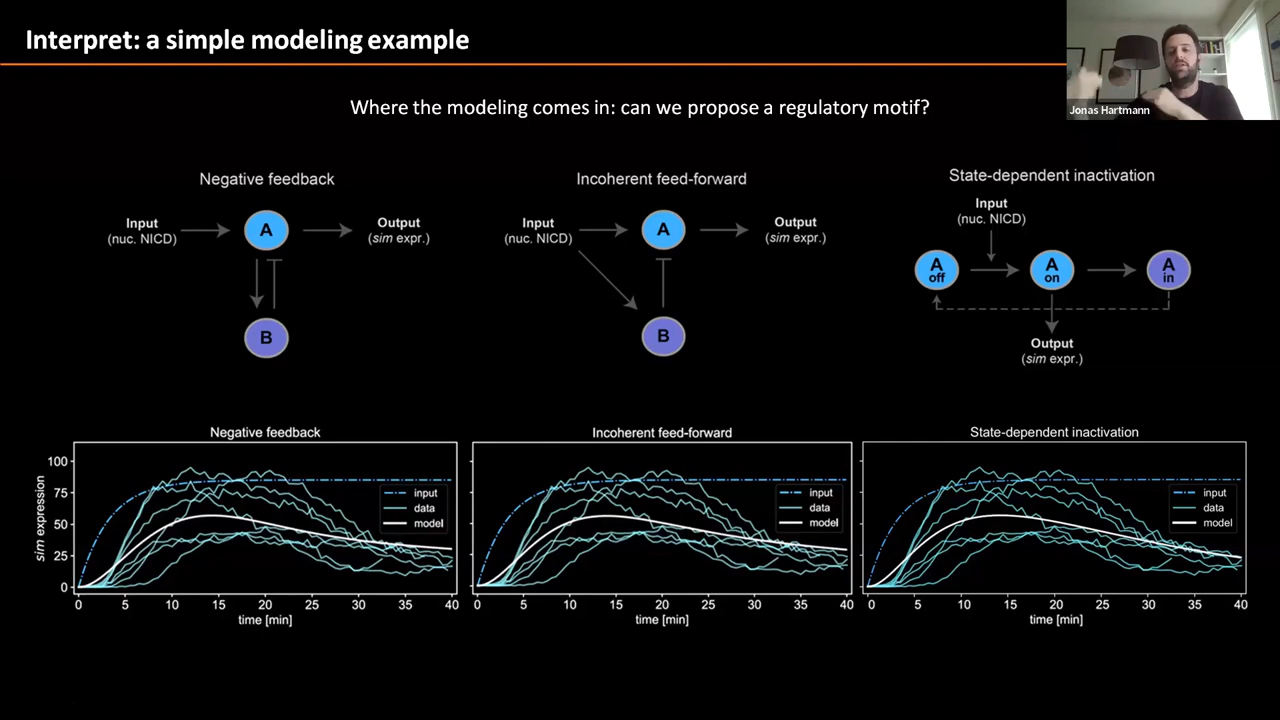 Interpret: a simple modeling example
Jonas Hartmann
Where the modeling comes in: can we propose a regulatory motif?
Negative feedback
Input
(nuc. NICD)
A
Output
(sim expr.)
B
Incoherent feed-forward
Input
(nuc. NICD)
A
Output
(sim expr.)
B
State-dependent inactivation
Input
(nuc. NICD)
A
off
A
on
A
in
Output
(sim expr.)
Negative feedback
sim expression
100
75
50
25
0
input
data
model
0 5 10 15 20 25 30 35 40
time [min]
Incoherent feed-forward
input
data
model
0 5 10 15 20 25 30 35 40
time [min]
State-dependent inactivation
input
data
model
0 5 10 15 20 25 30 35 40
time [min]